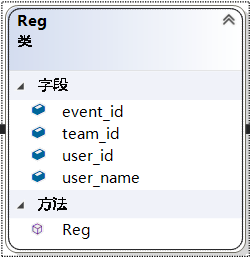 Reg
类
字段
event_id
team_id
user_id
user_name
方法
Reg